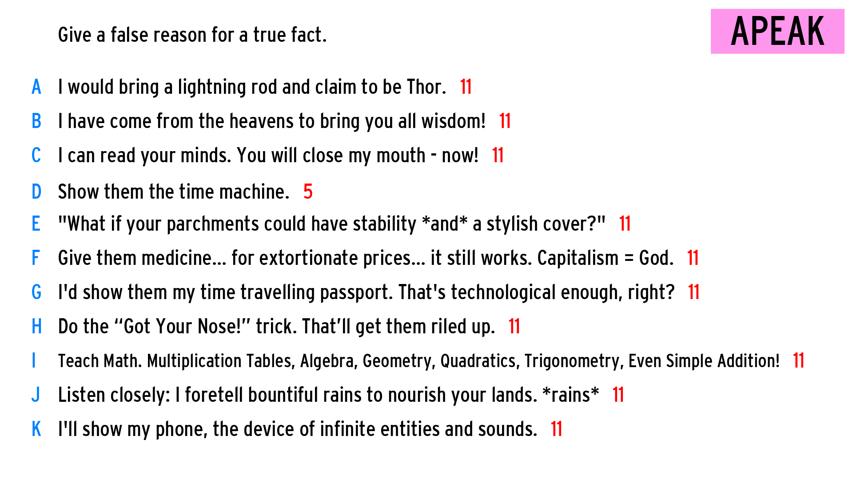 Give a false reason for a true fact.
APEAK
A I would bring a lightning rod and claim to be Thor. 11
B I have come from the heavens to bring you all wisdom! 11
C I can read your minds. You will close my mouth - now! 11
D Show them the time machine. 5
E "What if your parchments could have stability *and* a stylish cover?" 11
F Give them medicine... for extortionate prices... it still works. Capitalism = God. 11
G I'd show them my time travelling passport. That's technological enough, right? 11
H Do the “Got Your Nose!” trick. That’ll get them riled up. 11
I Teach Math. Multiplication Tables, Algebra, Geometry, Quadratics, Trigonometry, Even Simple Addition! 11
J Listen closely: I foretell bountiful rains to nourish your lands. *rains* 11
K I'll show my phone, the device of infinite entities and sounds. 11